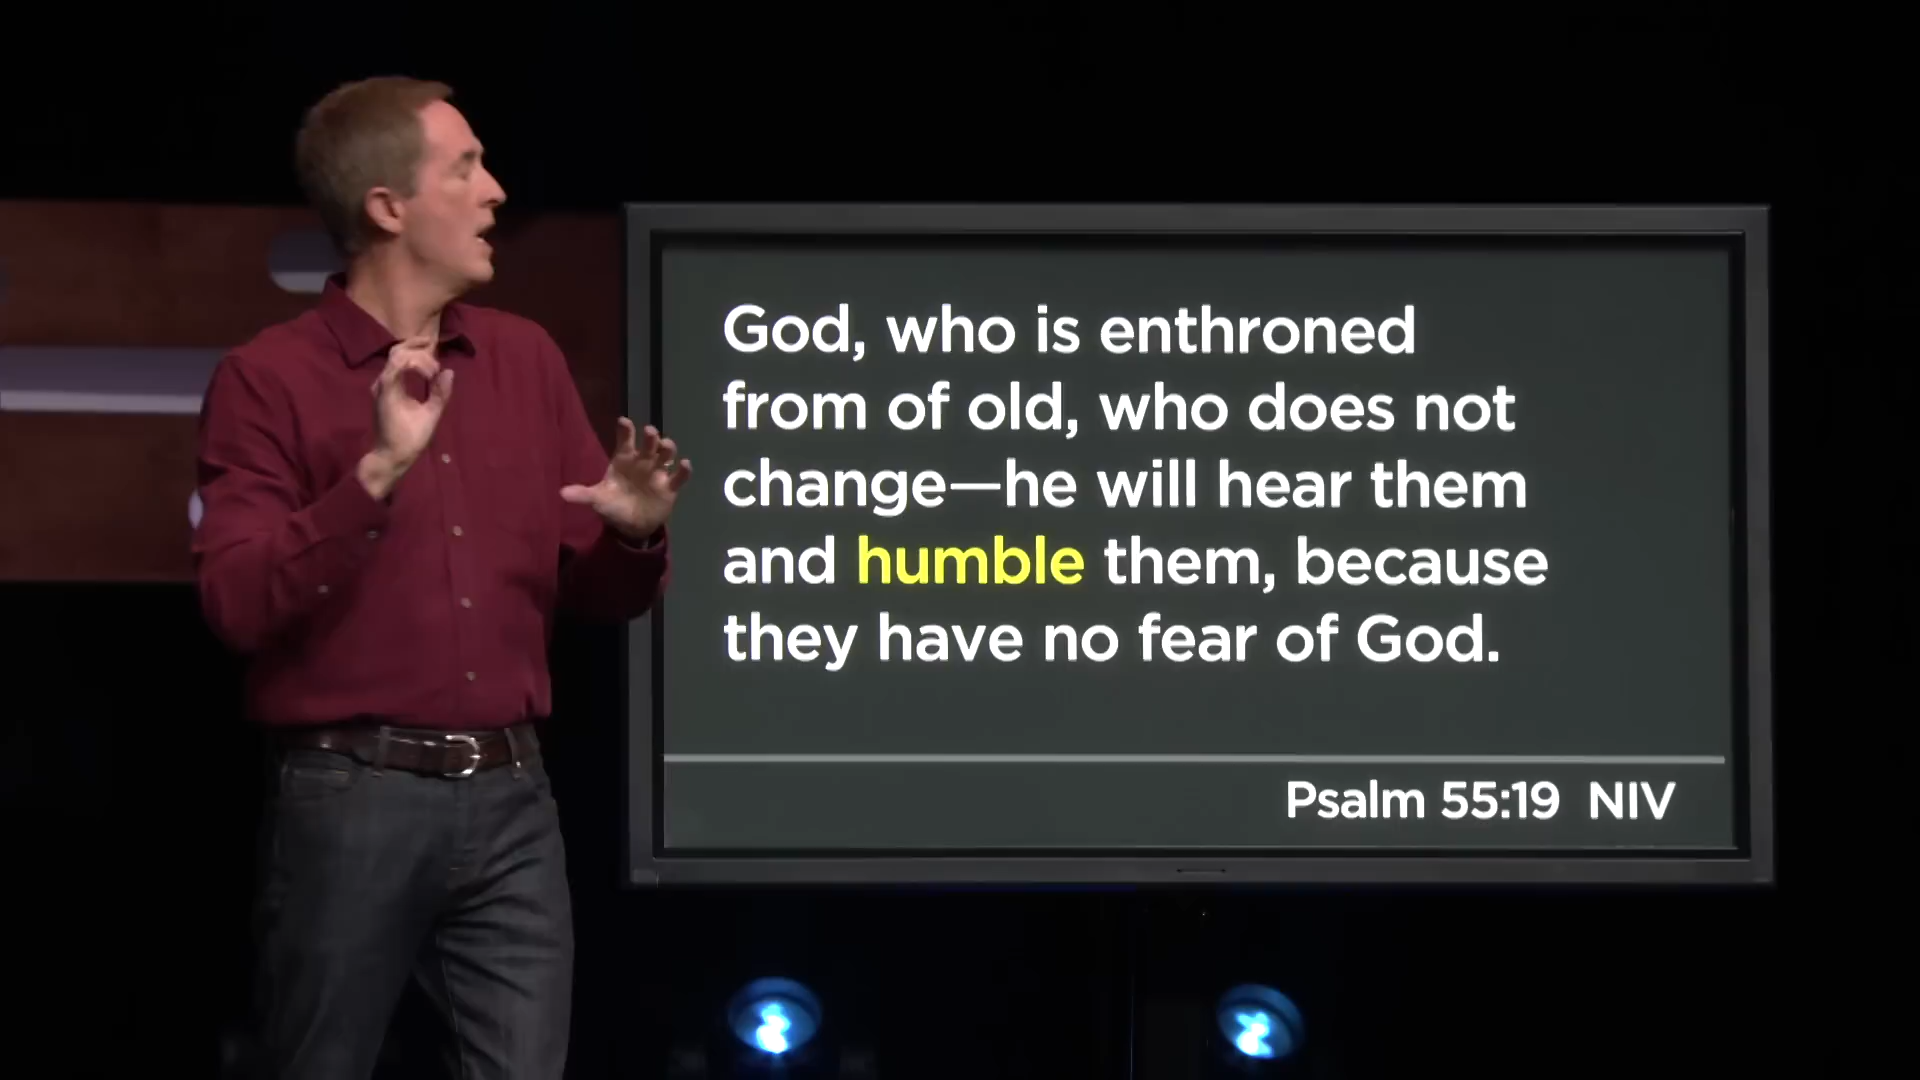 God, who is enthroned
from of old, who does not
change—he will hear them
and humble them, because
they have no fear of God.
Psalm 55:19 NIV